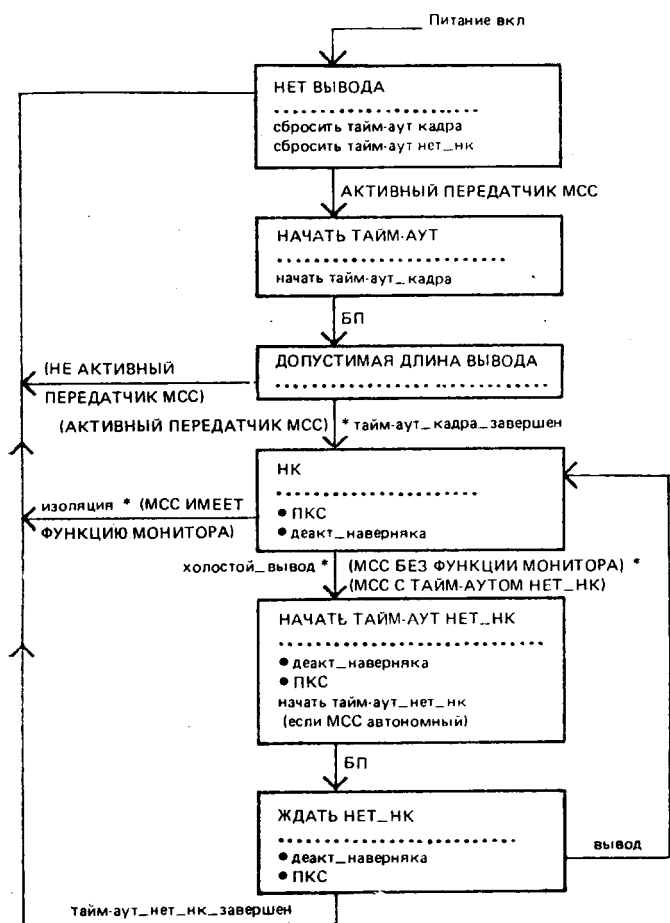 Питание вкл
НЕТ ВЫВОДА
сбросить тайм-аут кадра
сбросить тайм-аут нет_нк
АКТИВНЫЙ ПЕРЕДАТЧИК МСС
НАЧАТЬ ТАЙМ-АУТ
начать тайм-аут_кадра
БП
ДОПУСТИМАЯ ДЛИНА ВЫВОДА
(НЕ АКТИВНЫЙ
ПЕРЕДАТЧИК МСС)
(АКТИВНЫЙ ПЕРЕДАТЧИК МСС) * тайм-аут_кадра_завершен
НК
● ПКС
● деакт_наверняка
изоляция * (МСС ИМЕЕТ
ФУНКЦИЮ МОНИТОРА)
холостой_вывод * (МСС БЕЗ ФУНКЦИИ МОНИТОРА) *
(МСС С ТАЙМ-АУТОМ НЕТ_НК)
НАЧАТЬ ТАЙМ-АУТ НЕТ_НК
● деакт_наверняка
● ПКС
начать тайм-аут_нет_нк
(если МСС автономный)
БП
ЖДАТЬ НЕТ_НК
● деакт_наверняка
● ПКС
вывод
тайм-аут_нет_нк_завершен